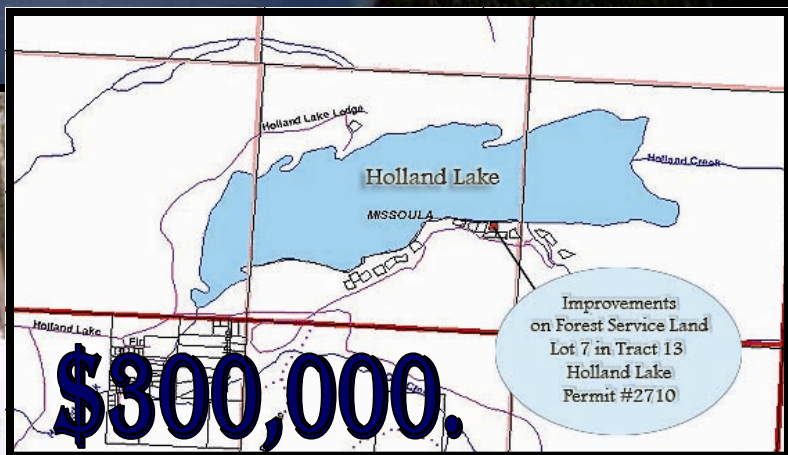 Holland Lake Lodge
Holland Lake
Holland Creek
MISSOULA
Improvements
on Forest Service Land
Lot 7 in Tract 13
Holland Lake
Permit #2710
Holland Lake
$300,000.